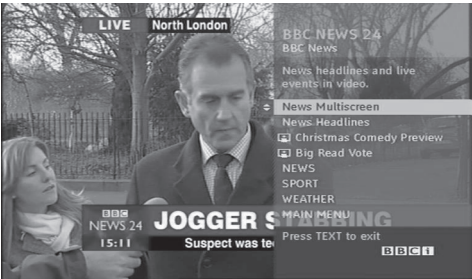 LIVE North London
BBC NEWS 24
BBC News
News headlines and live
events in video.
News Multiscreen
News Headlines
Christmas Comedy Preview
Big Read Vote
NEWS
SPORT
WEATHER
MAIN MENU
Press TEXT to exit
BBCi
BBC
NEWS 24
15:11
JOGGER STABBING
Suspect was